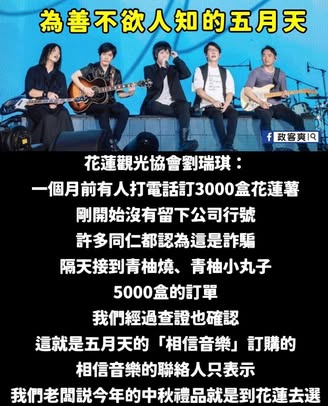 為善不欲人知的五月天
政客爽
花蓮觀光協會劉瑞琪：
一個月前有人打電話訂3000盒花蓮薯
剛開始沒有留下公司行號
許多同仁都認為這是詐騙
隔天接到青柚燒、青柚小丸子
5000盒的訂單
我們經過查證也確認
這就是五月天的「相信音樂」訂購的
相信音樂的聯絡人只表示
我們老闆說今年的中秋禮品就是到花蓮去選